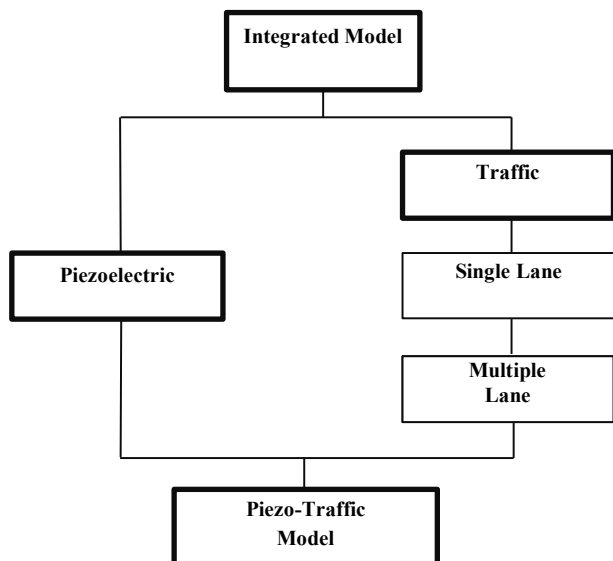 Integrated Model
Traffic
Piezoelectric
Single Lane
Multiple
Lane
Piezo-Traffic
Model